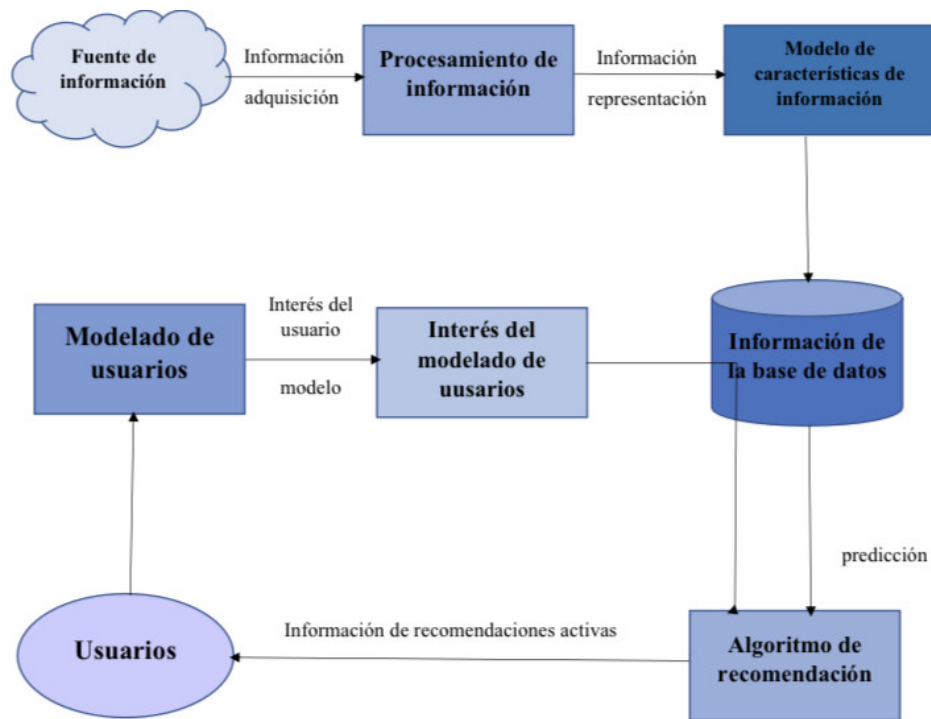 Fuente de
información
Información
adquisición
Procesamiento de
información
Información
representación
Modelo de
características de
información
Modelado de
usuarios
Interés del
usuario
modelo
Interés del
modelado de
uusarios
Información de
la base de datos
predicción
Usuarios
Información de recomendaciones activas
Algoritmo de
recomendación